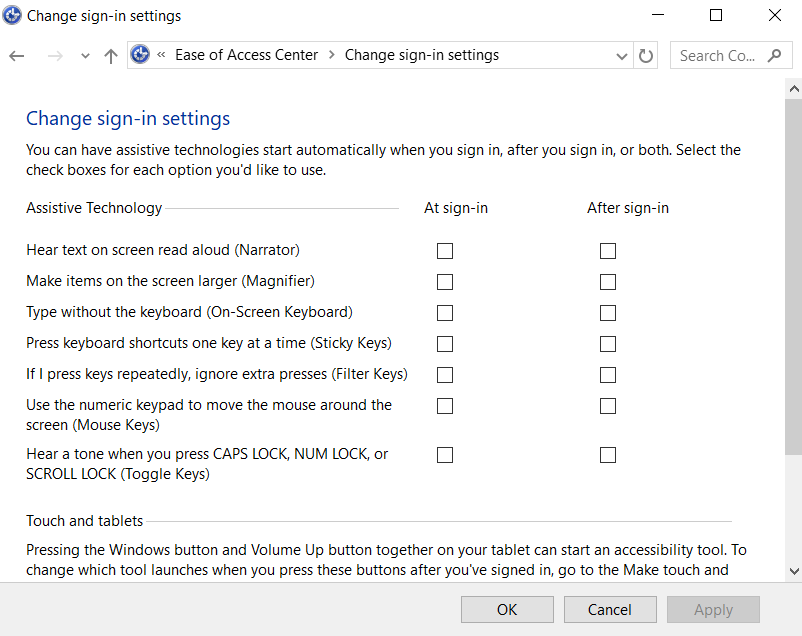 Change sign-in settings
« Ease of Access Center > Change sign-in settings
Search Co...
Change sign-in settings
You can have assistive technologies start automatically when you sign in, after you sign in, or both. Select the
check boxes for each option you'd like to use.
Assistive Technology At sign-in After sign-in
Hear text on screen read aloud (Narrator)
Make items on the screen larger (Magnifier)
Type without the keyboard (On-Screen Keyboard)
Press keyboard shortcuts one key at a time (Sticky Keys)
If I press keys repeatedly, ignore extra presses (Filter Keys)
Use the numeric keypad to move the mouse around the
screen (Mouse Keys)
Hear a tone when you press CAPS LOCK, NUM LOCK, or
SCROLL LOCK (Toggle Keys)
Touch and tablets
Pressing the Windows button and Volume Up button together on your tablet can start an accessibility tool. To
change which tool launches when you press these buttons after you've signed in, go to the Make touch and
OK Cancel Apply